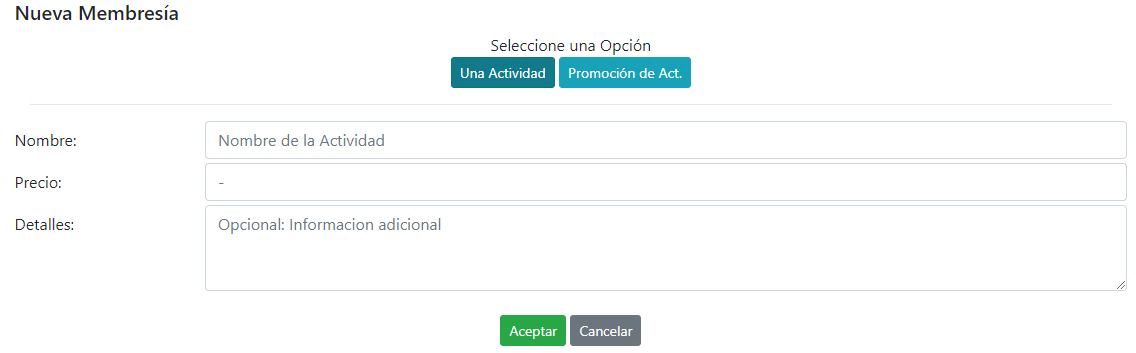 Nueva Membresía
Seleccione una Opción
Una Actividad Promoción de Act.
Nombre: Nombre de la Actividad
Precio: -
Detalles: Opcional: Informacion adicional
Aceptar Cancelar